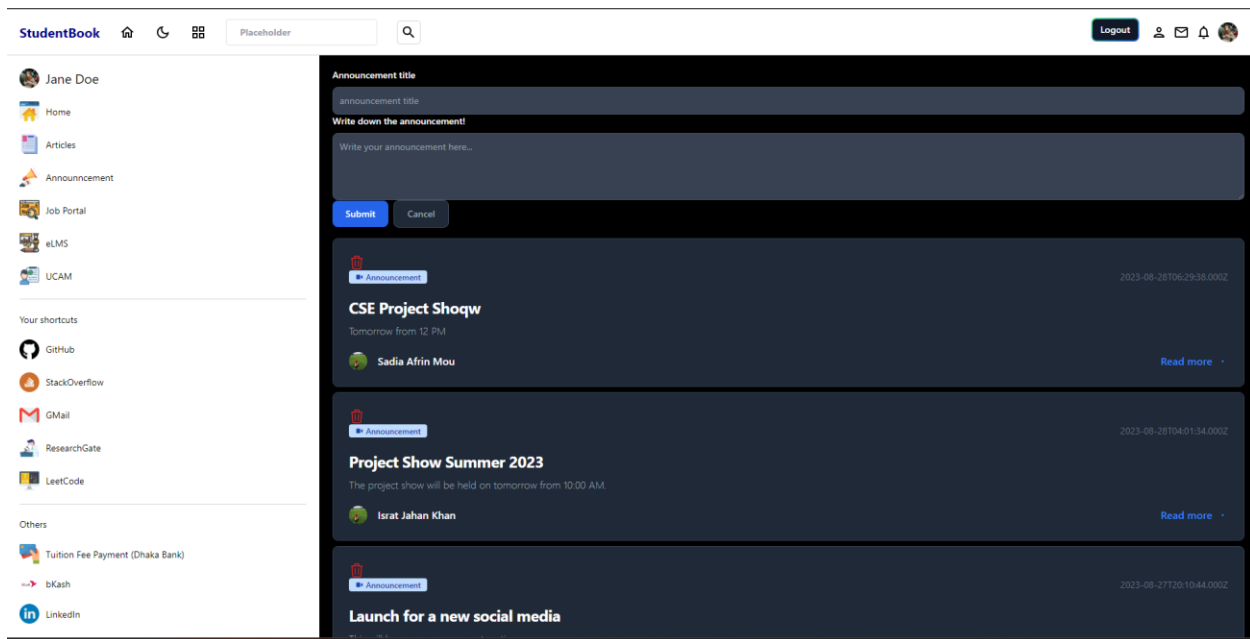 StudentBook
Placeholder
Logout
Jane Doe
Home
Articles
Announncement
Job Portal
eLMS
UCAM
Your shortcuts
GitHub
StackOverflow
GMail
ResearchGate
LeetCode
Others
Tuition Fee Payment (Dhaka Bank)
bKash
LinkedIn
Announcement title
announcement title
Write down the announcement!
Write your announcement here...
Submit Cancel
Announcement 2023-08-28T06:29:38.000Z
CSE Project Shoqw
Tomorrow from 12 PM
Sadia Afrin Mou Read more
Announcement 2023-08-28T04:01:34.000Z
Project Show Summer 2023
The project show will be held on tomorrow from 10:00 AM.
Israt Jahan Khan Read more
Announcement 2023-08-27T20:10:44.000Z
Launch for a new social media